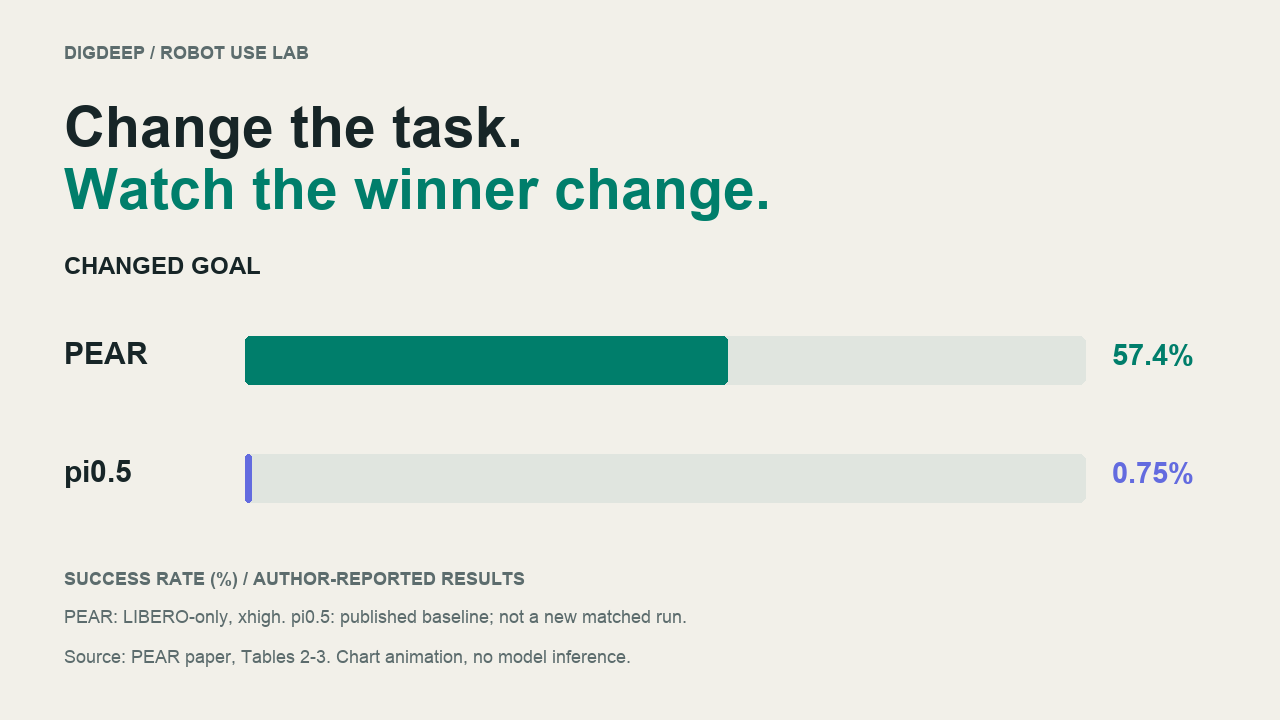 DIGDEEP / ROBOT USE LAB
Change the task.
Watch the winner change.
CHANGED GOAL
PEAR
57.4%
pi0.5
0.75%
SUCCESS RATE (%) / AUTHOR-REPORTED RESULTS
PEAR: LIBERO-only, xhigh. pi0.5: published baseline; not a new matched run.
Source: PEAR paper, Tables 2-3. Chart animation, no model inference.